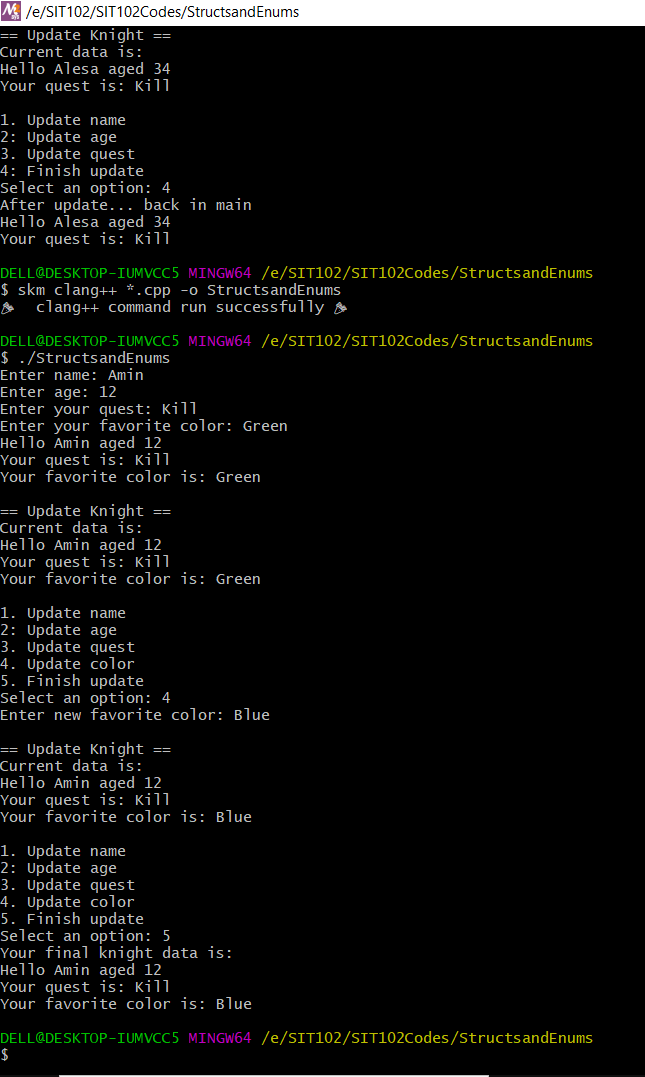 /e/SIT102/SIT102Codes/StructsandEnums
== Update Knight ==
Current data is:
Hello Alesa aged 34
Your quest is: Kill

1. Update name
2: Update age
3. Update quest
4: Finish update
Select an option: 4
After update... back in main
Hello Alesa aged 34
Your quest is: Kill

DELL@DESKTOP-IUMVCC5 MINGW64 /e/SIT102/SIT102Codes/StructsandEnums
$ skm clang++ *.cpp -o StructsandEnums
🎉  clang++ command run successfully 🎉

DELL@DESKTOP-IUMVCC5 MINGW64 /e/SIT102/SIT102Codes/StructsandEnums
$ ./StructsandEnums
Enter name: Amin
Enter age: 12
Enter your quest: Kill
Enter your favorite color: Green
Hello Amin aged 12
Your quest is: Kill
Your favorite color is: Green

== Update Knight ==
Current data is:
Hello Amin aged 12
Your quest is: Kill
Your favorite color is: Green

1. Update name
2: Update age
3. Update quest
4. Update color
5. Finish update
Select an option: 4
Enter new favorite color: Blue

== Update Knight ==
Current data is:
Hello Amin aged 12
Your quest is: Kill
Your favorite color is: Blue

1. Update name
2: Update age
3. Update quest
4. Update color
5. Finish update
Select an option: 5
Your final knight data is:
Hello Amin aged 12
Your quest is: Kill
Your favorite color is: Blue

DELL@DESKTOP-IUMVCC5 MINGW64 /e/SIT102/SIT102Codes/StructsandEnums
$